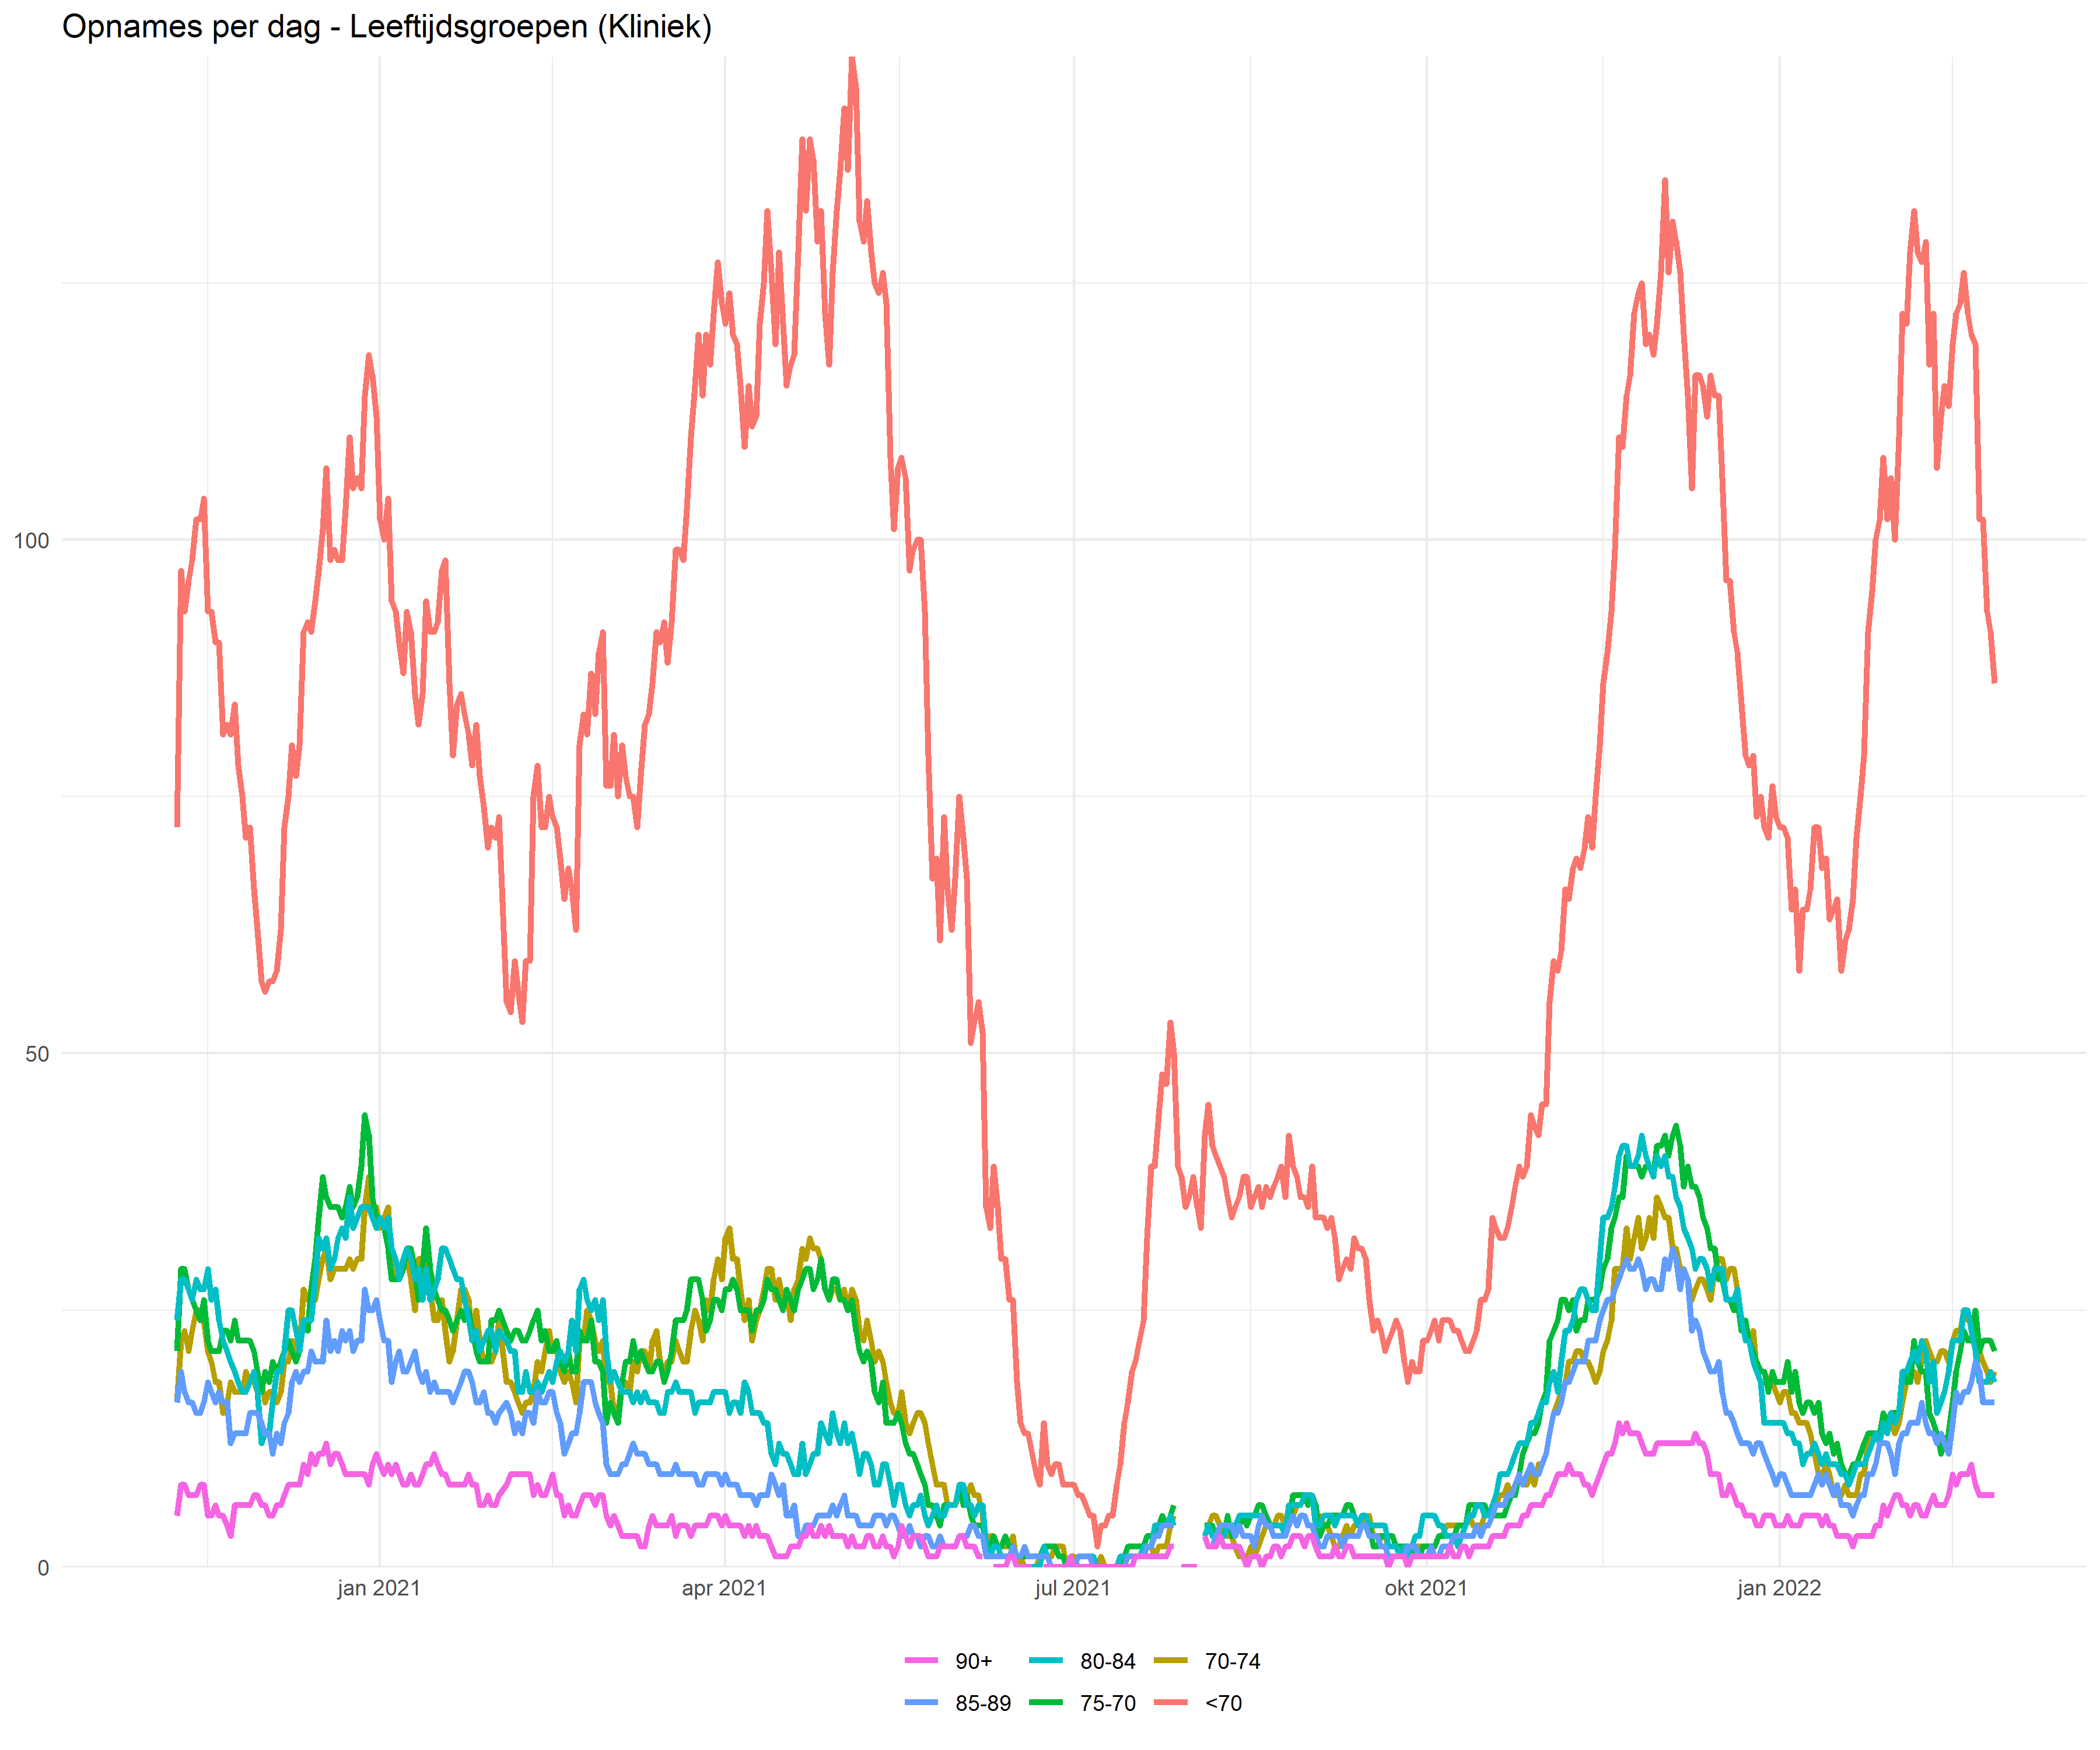 Opnames per dag - Leeftijdsgroepen (Kliniek)
100
50
0
jan 2021 apr 2021 jul 2021 okt 2021 jan 2022
90+ 80-84 70-74
85-89 75-70 <70